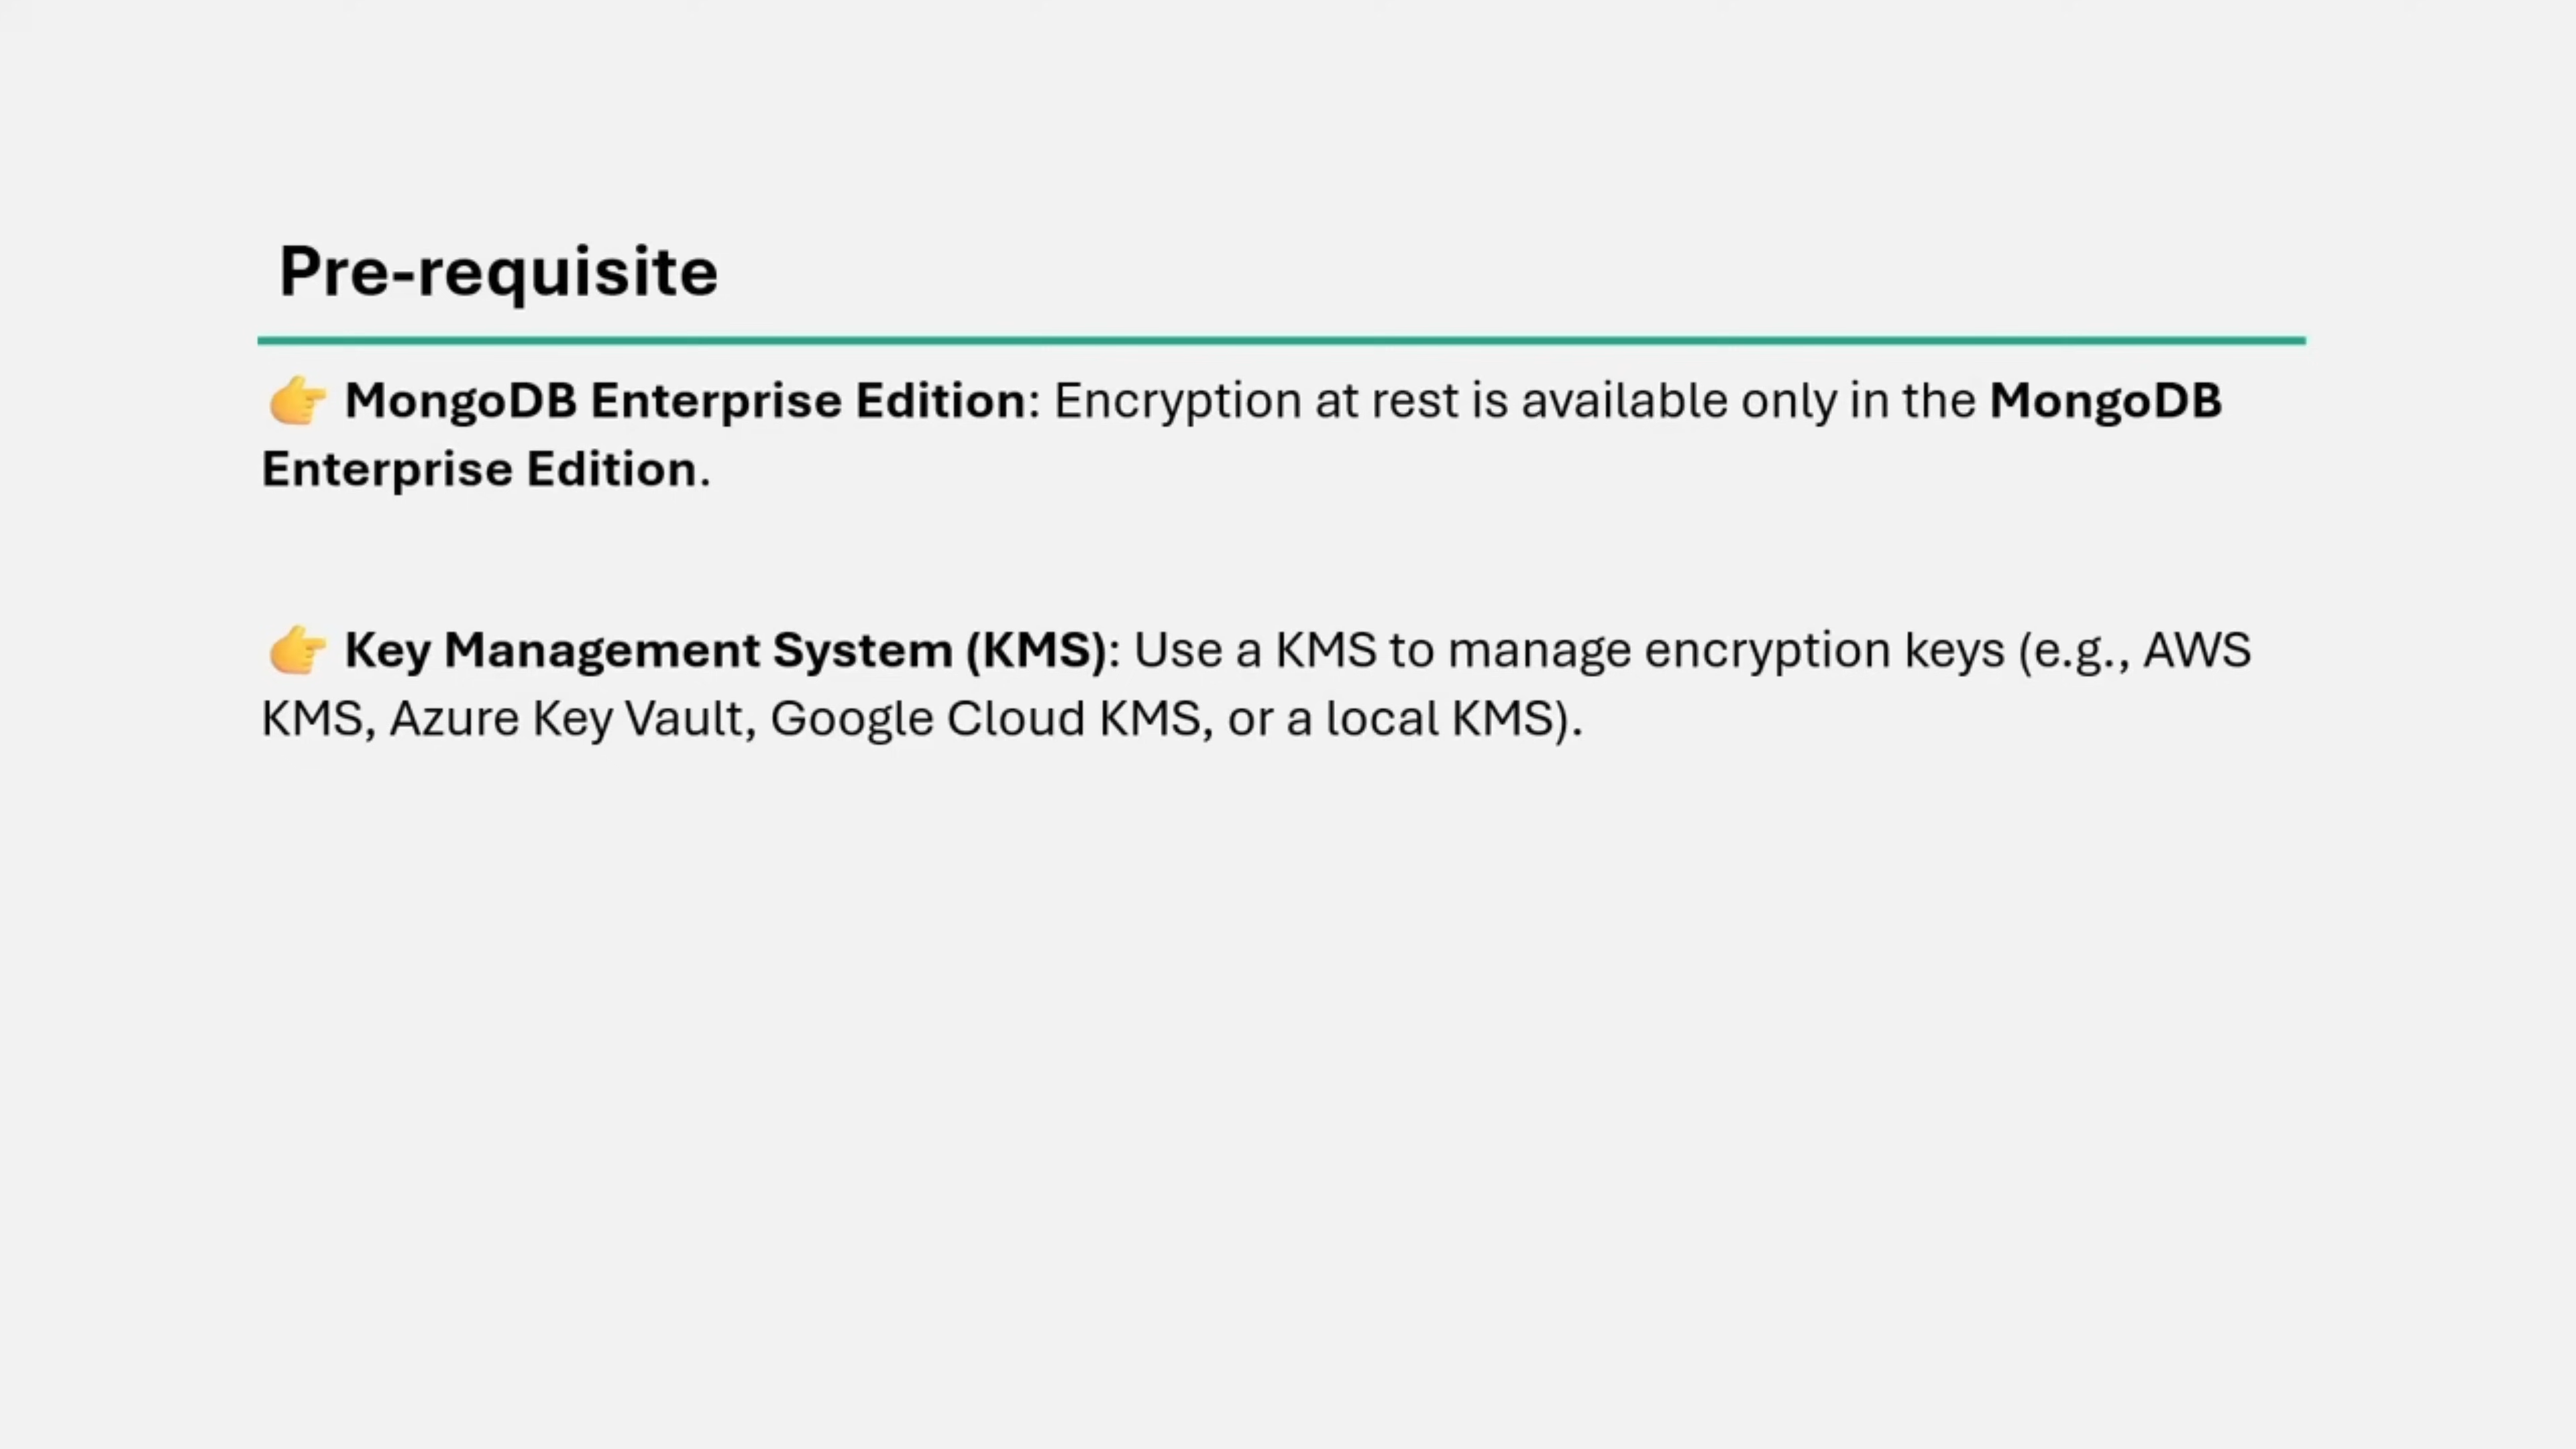 Pre-requisite
👉 MongoDB Enterprise Edition: Encryption at rest is available only in the MongoDB
Enterprise Edition.
👉 Key Management System (KMS): Use a KMS to manage encryption keys (e.g., AWS
KMS, Azure Key Vault, Google Cloud KMS, or a local KMS).